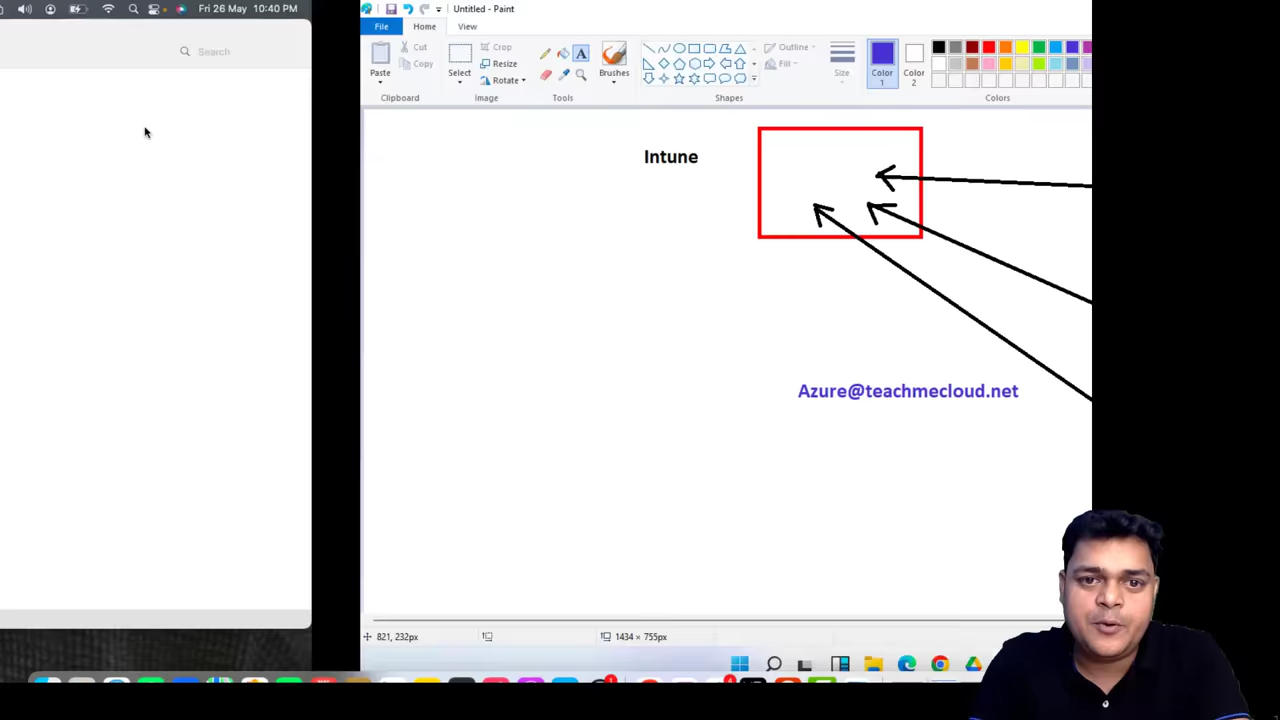 Fri 26 May 10:40 PM
Search
Untitled - Paint
File
Home
View
Paste
Cut
Copy
Clipboard
Select
Crop
Resize
Rotate
Image
Tools
Brushes
Shapes
Outline
Fill
Size
Color
1
Color
2
Colors
Intune
Azure@teachmecloud.net
821, 232px
1434 × 755px